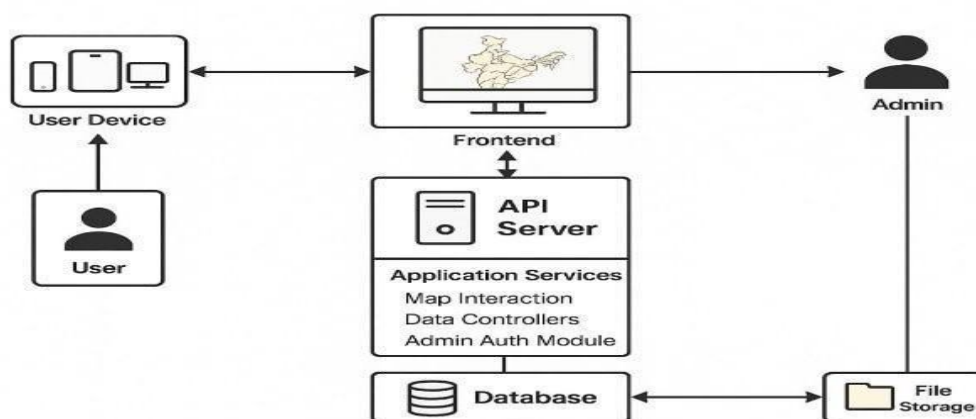 User Device
Frontend
Admin
User
API
Server
Application Services
Map Interaction
Data Controllers
Admin Auth Module
Database
File
Storage